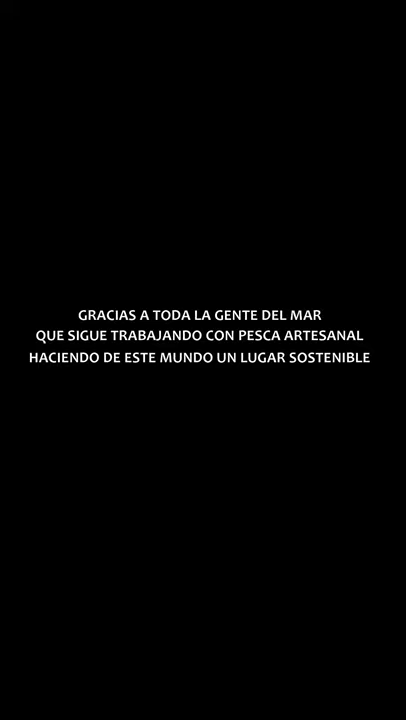 GRACIAS A TODA LA GENTE DEL MAR
QUE SIGUE TRABAJANDO CON PESCA ARTESANAL
HACIENDO DE ESTE MUNDO UN LUGAR SOSTENIBLE